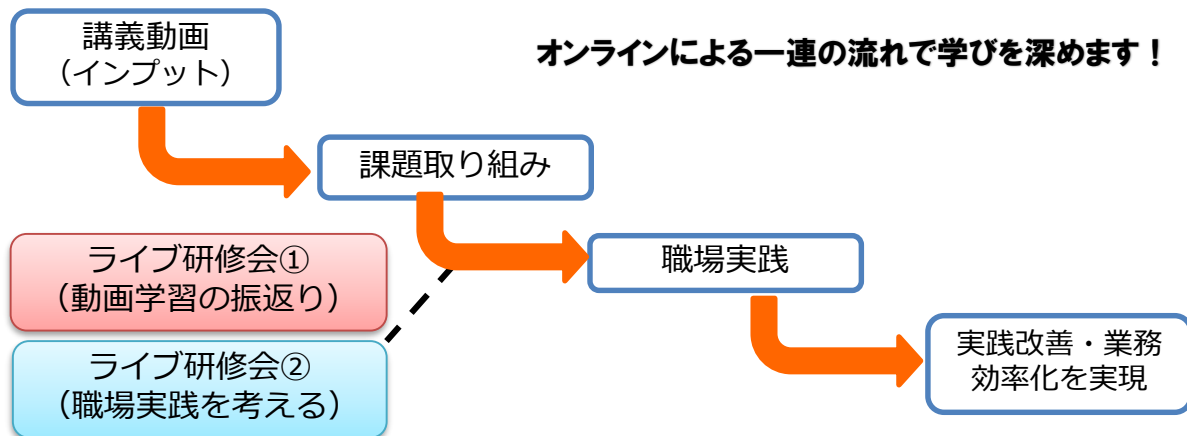 講義動画
（インプット）
オンラインによる一連の流れで学びを深めます！
課題取り組み
ライブ研修会①
（動画学習の振返り）
職場実践
ライブ研修会②
（職場実践を考える）
実践改善・業務
効率化を実現